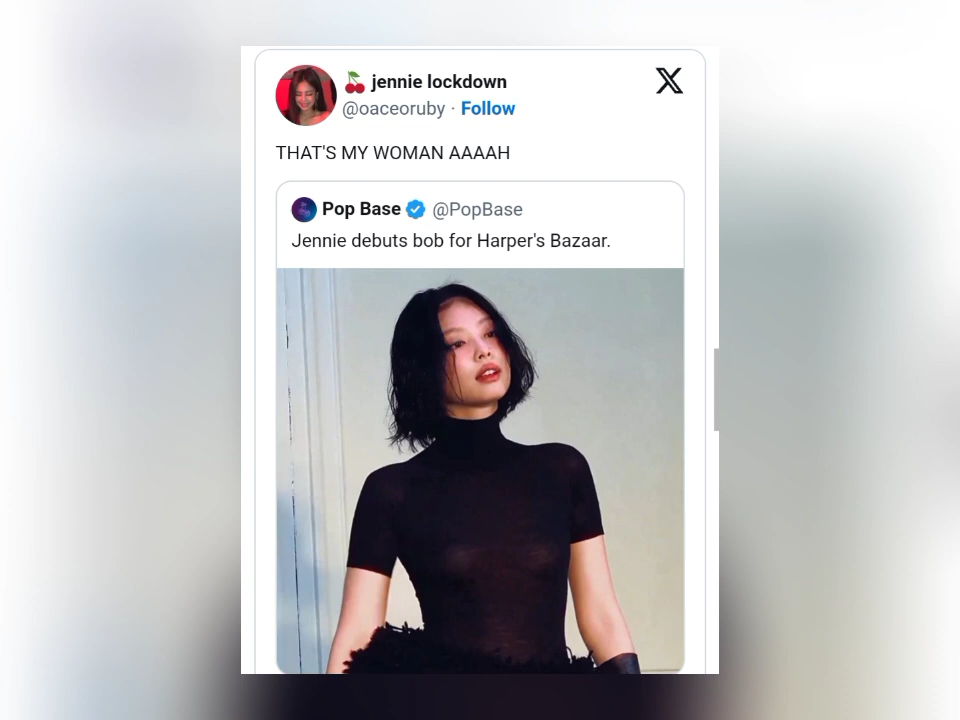 🍒 jennie lockdown
@oaceoruby · Follow
THAT'S MY WOMAN AAAAH
Pop Base @PopBase
Jennie debuts bob for Harper's Bazaar.